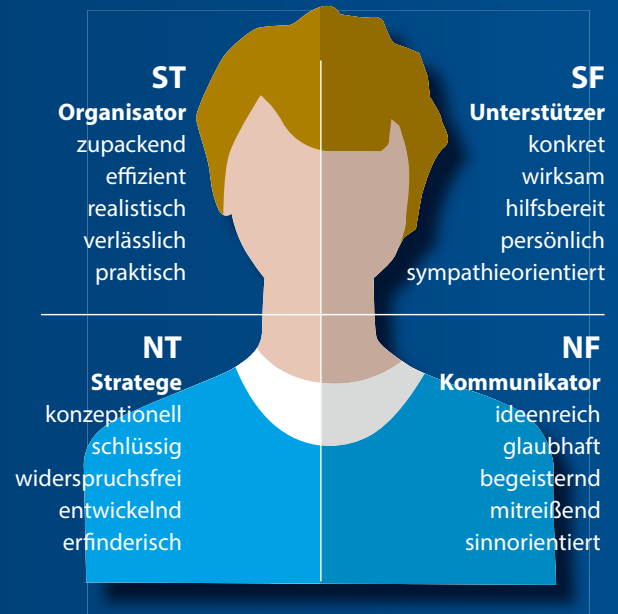 ST
Organisator
zupackend
effizient
realistisch
verlässlich
praktisch
SF
Unterstützer
konkret
wirksam
hilfsbereit
persönlich
sympathieorientiert
NT
Stratege
konzeptionell
schlüssig
widerspruchsfrei
entwickelnd
erfinderisch
NF
Kommunikator
ideenreich
glaubhaft
begeisternd
mitreißend
sinnorientiert